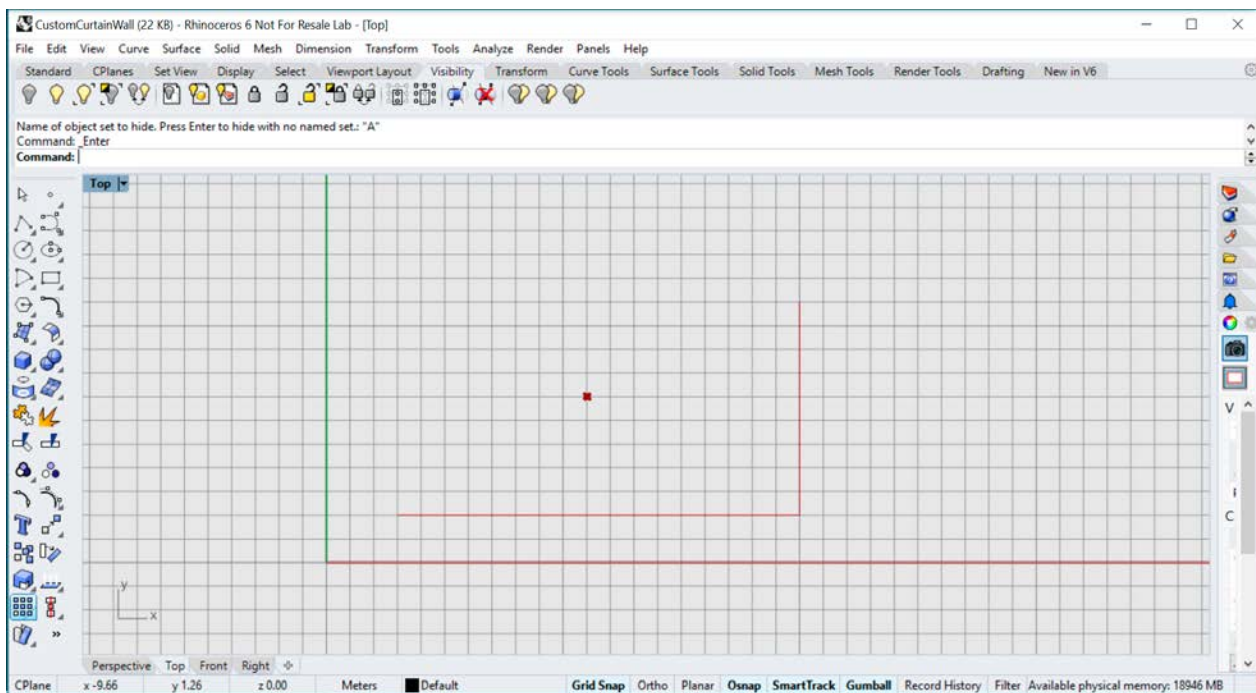 CustomCurtainWall (22 KB) - Rhinoceros 6 Not For Resale Lab - [Top]
File Edit View Curve Surface Solid Mesh Dimension Transform Tools Analyze Render Panels Help
Standard CPlanes Set View Display Select Viewport Layout Visibility Transform Curve Tools Surface Tools Solid Tools Mesh Tools Render Tools Drafting New in V6
Name of object set to hide. Press Enter to hide with no named set.: "A"
Command: _Enter
Command:
Top
V
C
y
x
Perspective Top Front Right
CPlane x -9.66 y 1.26 z 0.00 Meters Default Grid Snap Ortho Planar Osnap SmartTrack Gumball Record History Filter Available physical memory: 18946 MB